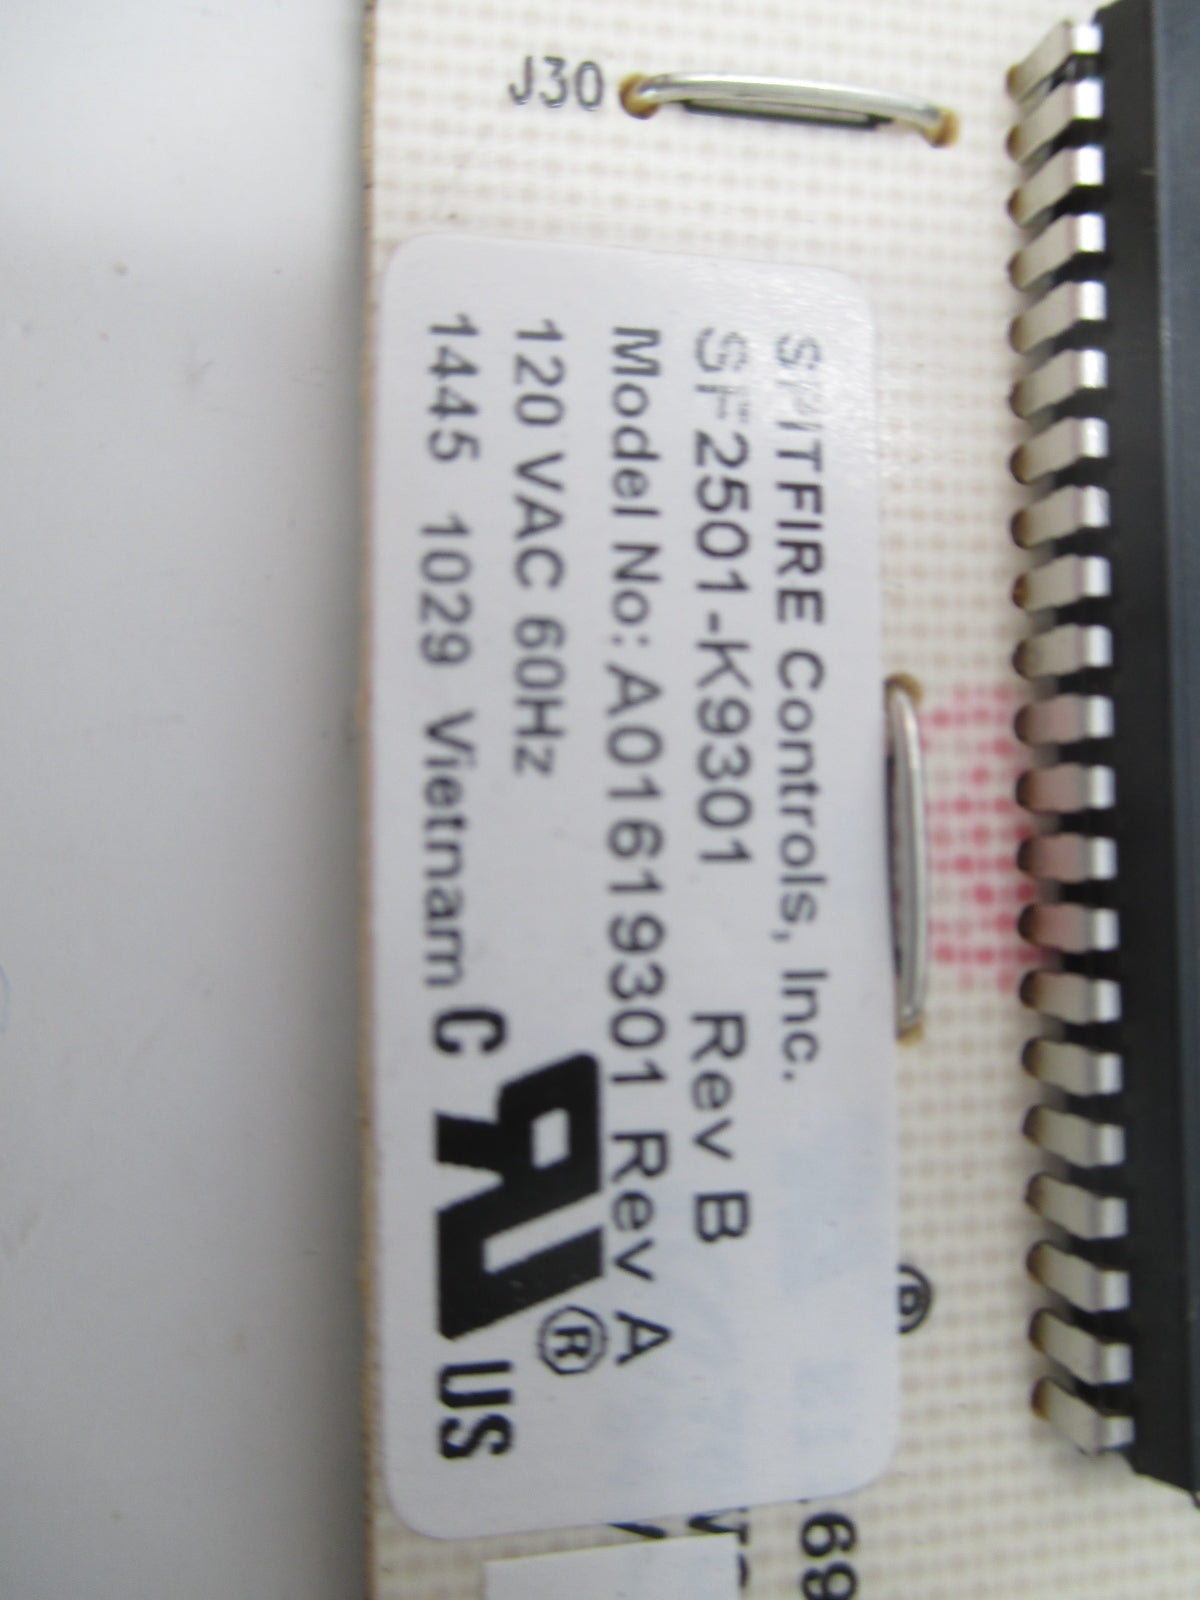 J30
SPITFIRE Controls, Inc.
SF2501-K9301 Rev B
Model No: A01619301 Rev A
120 VAC 60Hz
1445 1029 Vietnam
C US
®